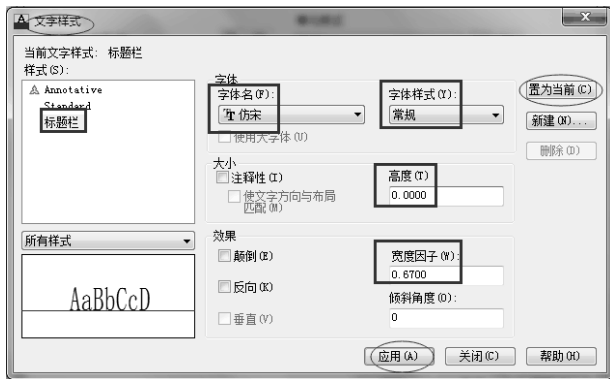 文字样式
当前文字样式: 标题栏
样式(S):
Annotative
Standard
标题栏
所有样式
AaBbCcD
字体
字体名(F):
仿宋
使用大字体(U)
字体样式(Y):
常规
大小
注释性(I)
使文字方向与布局
匹配(M)
高度(T)
0.0000
效果
颠倒(E)
反向(K)
垂直(V)
宽度因子(W):
0.6700
倾斜角度(O):
0
置为当前(C)
新建(N)...
删除(D)
应用(A)
关闭(C)
帮助(H)